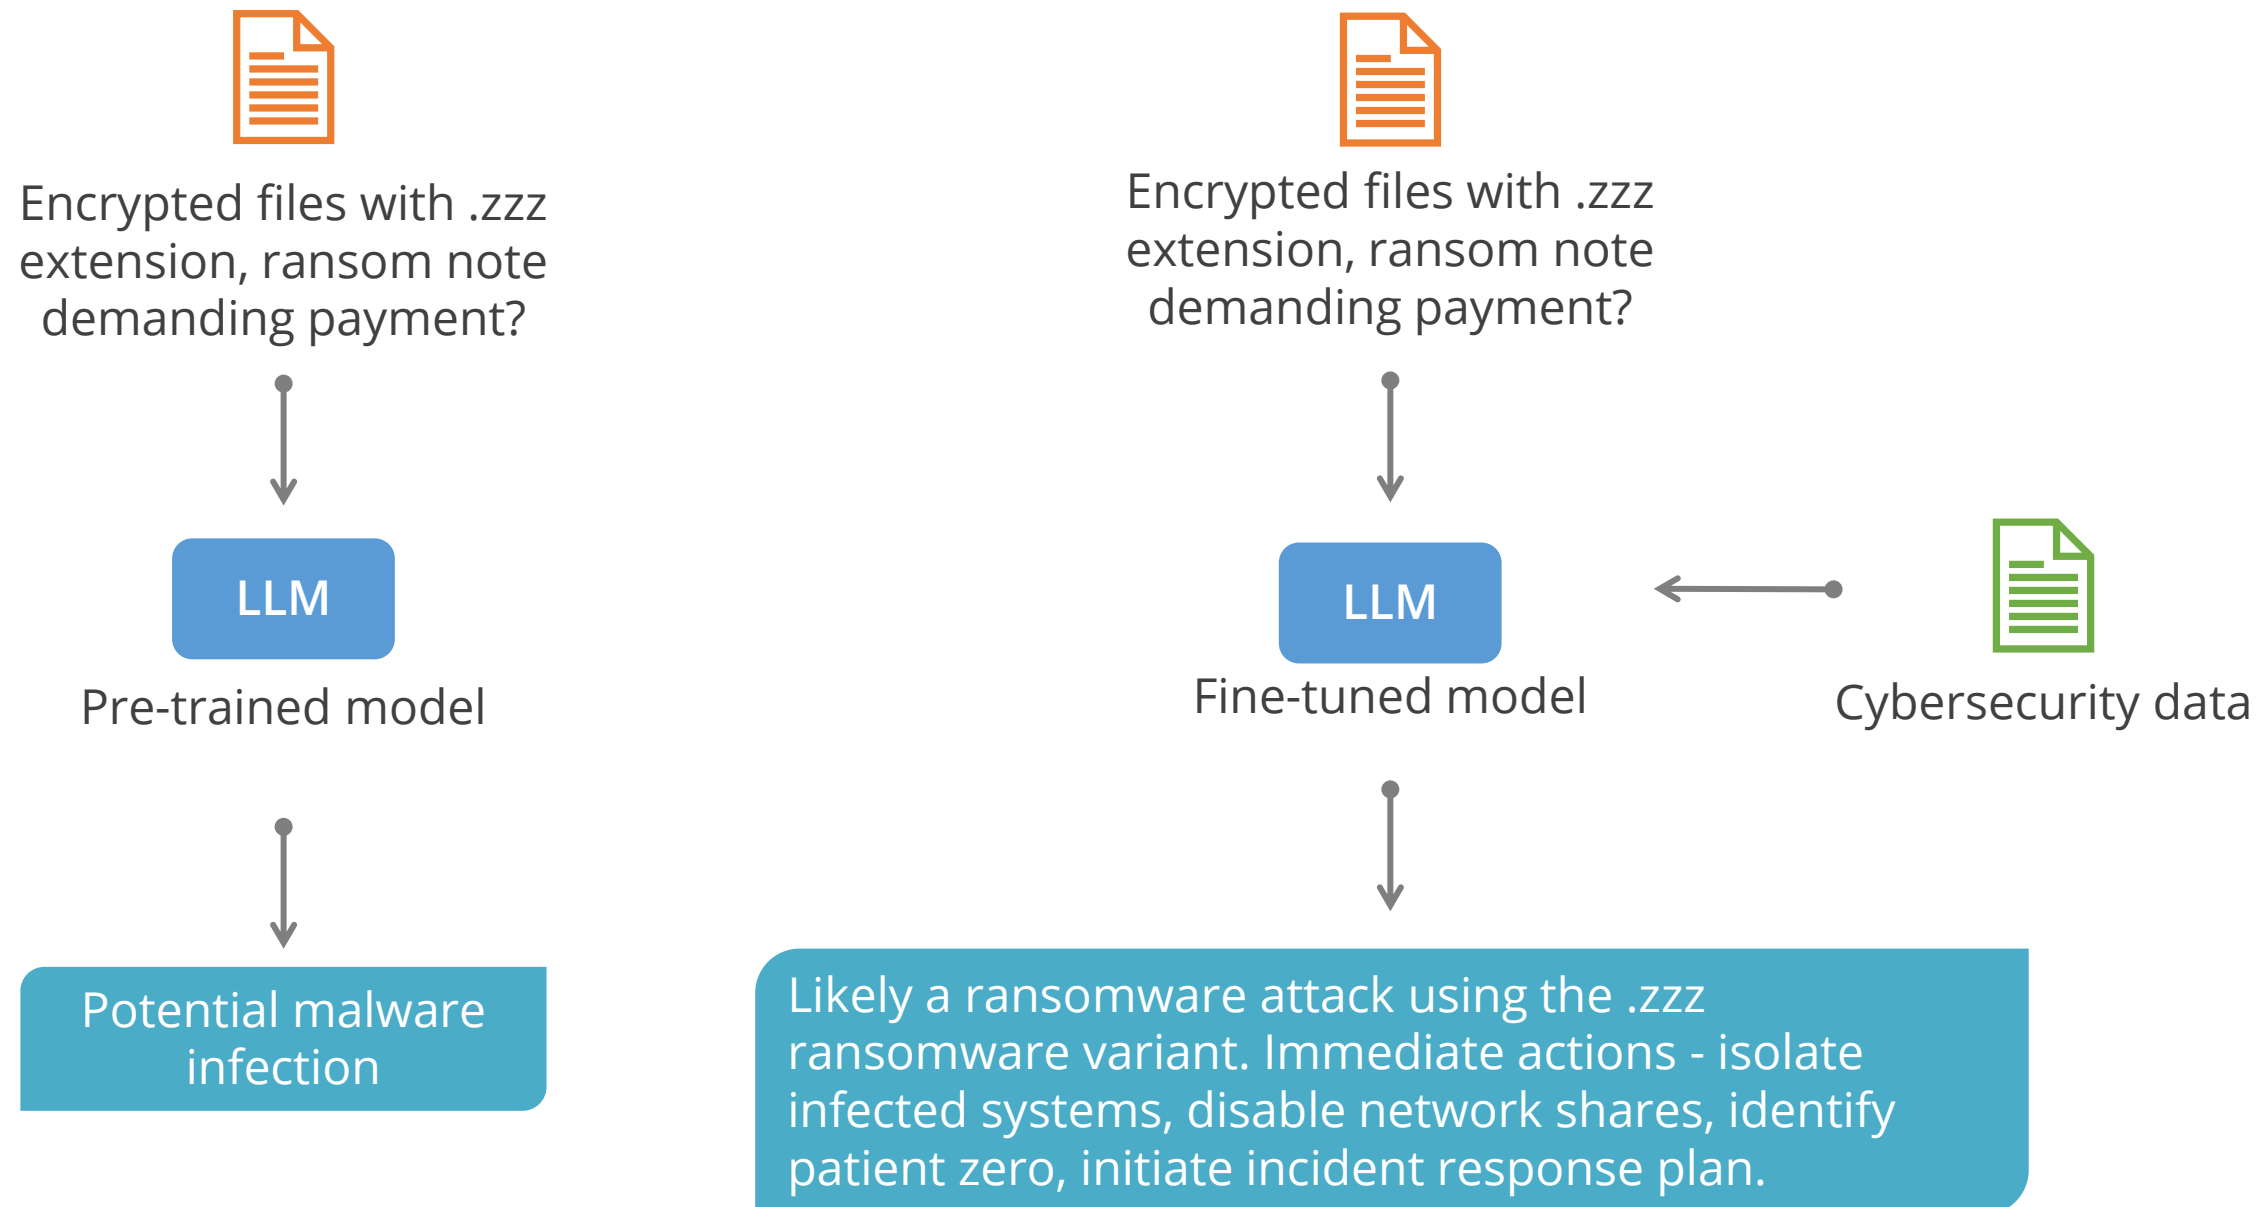 Encrypted files with .zzz
extension, ransom note
demanding payment?
LLM
Pre-trained model
Potential malware
infection
Encrypted files with .zzz
extension, ransom note
demanding payment?
LLM
Fine-tuned model
Cybersecurity data
Likely a ransomware attack using the .zzz
ransomware variant. Immediate actions - isolate
infected systems, disable network shares, identify
patient zero, initiate incident response plan.